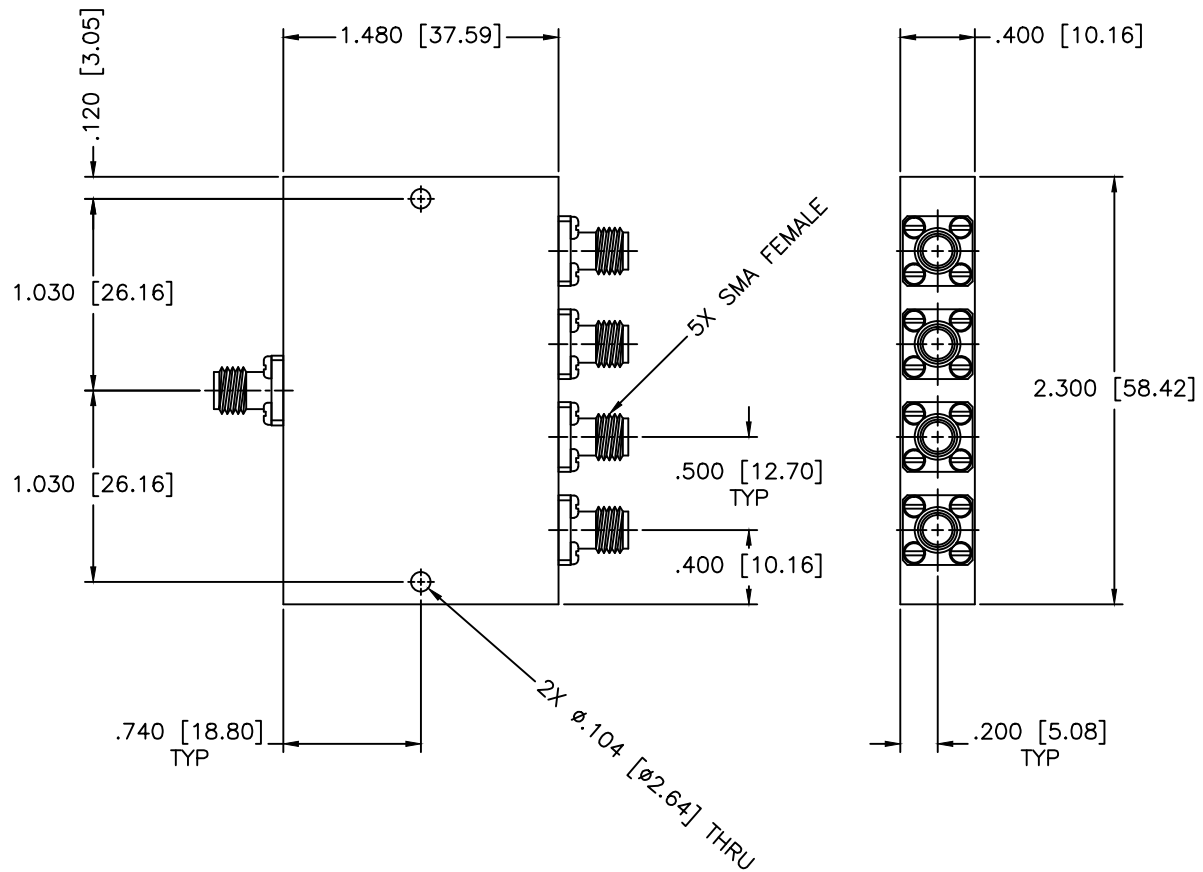 .120 [3.05]
1.480 [37.59]
.400 [10.16]
1.030 [26.16]
5X SMA FEMALE
2.300 [58.42]
1.030 [26.16]
.500 [12.70]
TYP
.400 [10.16]
2X ø.104 [ø2.64] THRU
.740 [18.80]
TYP
.200 [5.08]
TYP